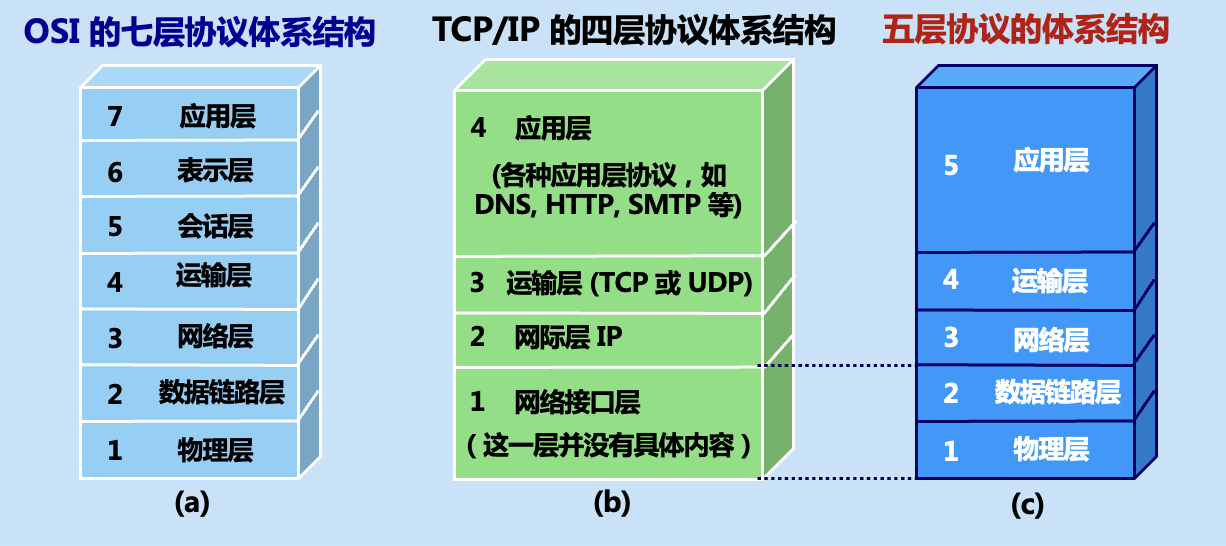 OSI 的七层协议体系结构
7 应用层
6 表示层
5 会话层
4 运输层
3 网络层
2 数据链路层
1 物理层
(a)
TCP/IP 的四层协议体系结构
4 应用层
(各种应用层协议，如
DNS, HTTP, SMTP 等)
3 运输层 (TCP 或 UDP)
2 网际层 IP
1 网络接口层
（这一层并没有具体内容）
(b)
五层协议的体系结构
5 应用层
4 运输层
3 网络层
2 数据链路层
1 物理层
(c)